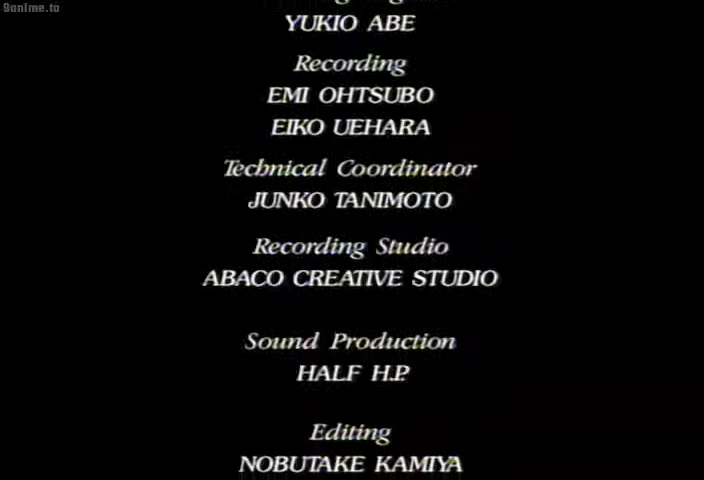 9anime.to
YUKIO ABE
Recording
EMI OHTSUBO
EIKO UEHARA
Technical Coordinator
JUNKO TANIMOTO
Recording Studio
ABACO CREATIVE STUDIO
Sound Production
HALF H.P.
Editing
NOBUTAKE KAMIYA